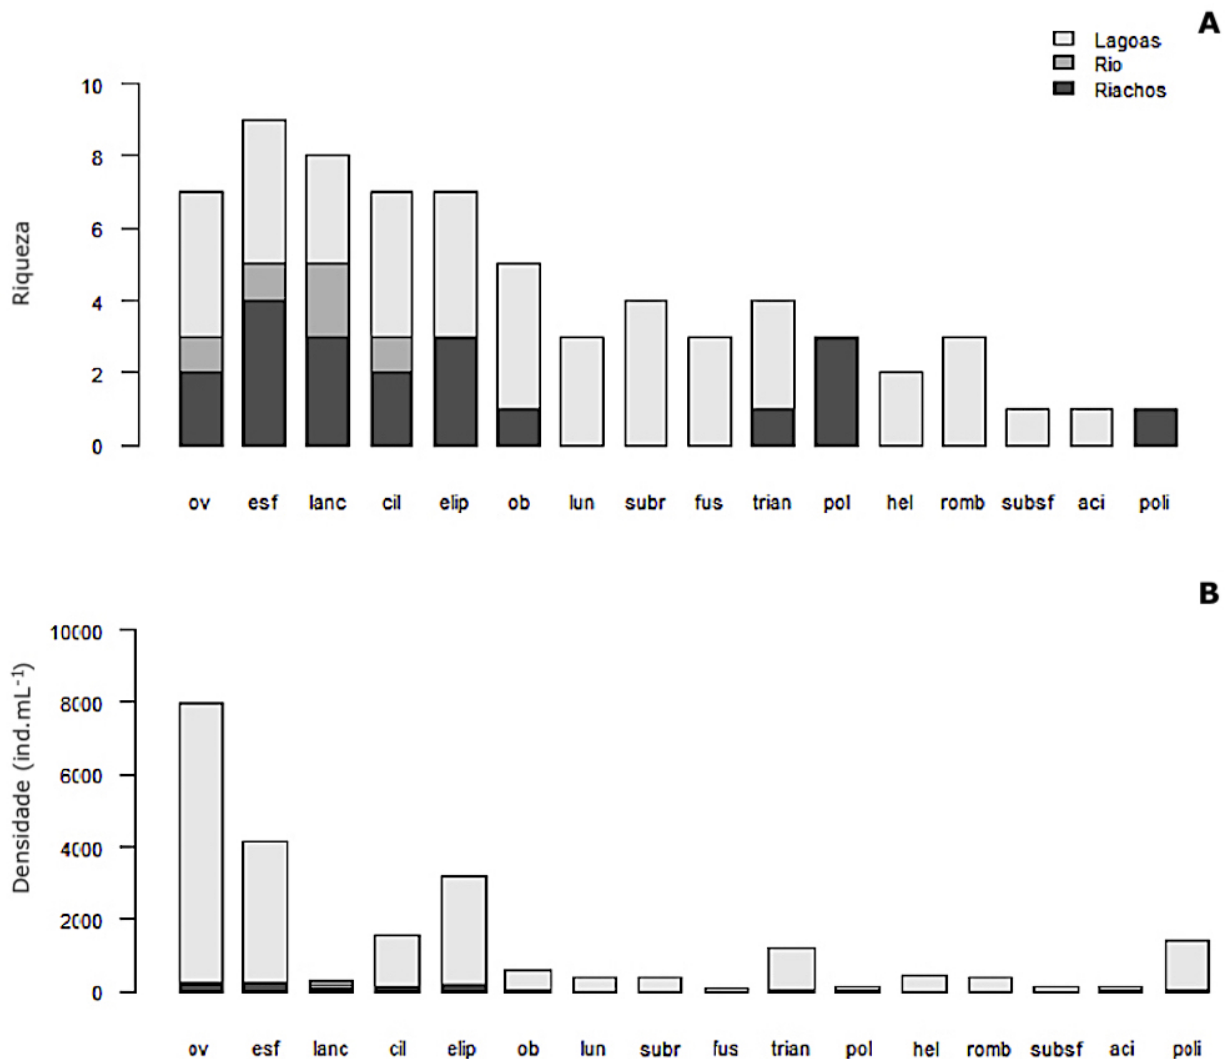 A
Lagoas
Rio
Riachos
10
8
6
4
2
0
Riqueza
ov esf lanc cil elip ob lun subr fus trian pol hel romb subsf aci poli
B
10000
8000
6000
4000
2000
0
Densidade (ind.mL⁻¹)
ov esf lanc cil elip ob lun subr fus trian pol hel romb subsf aci poli